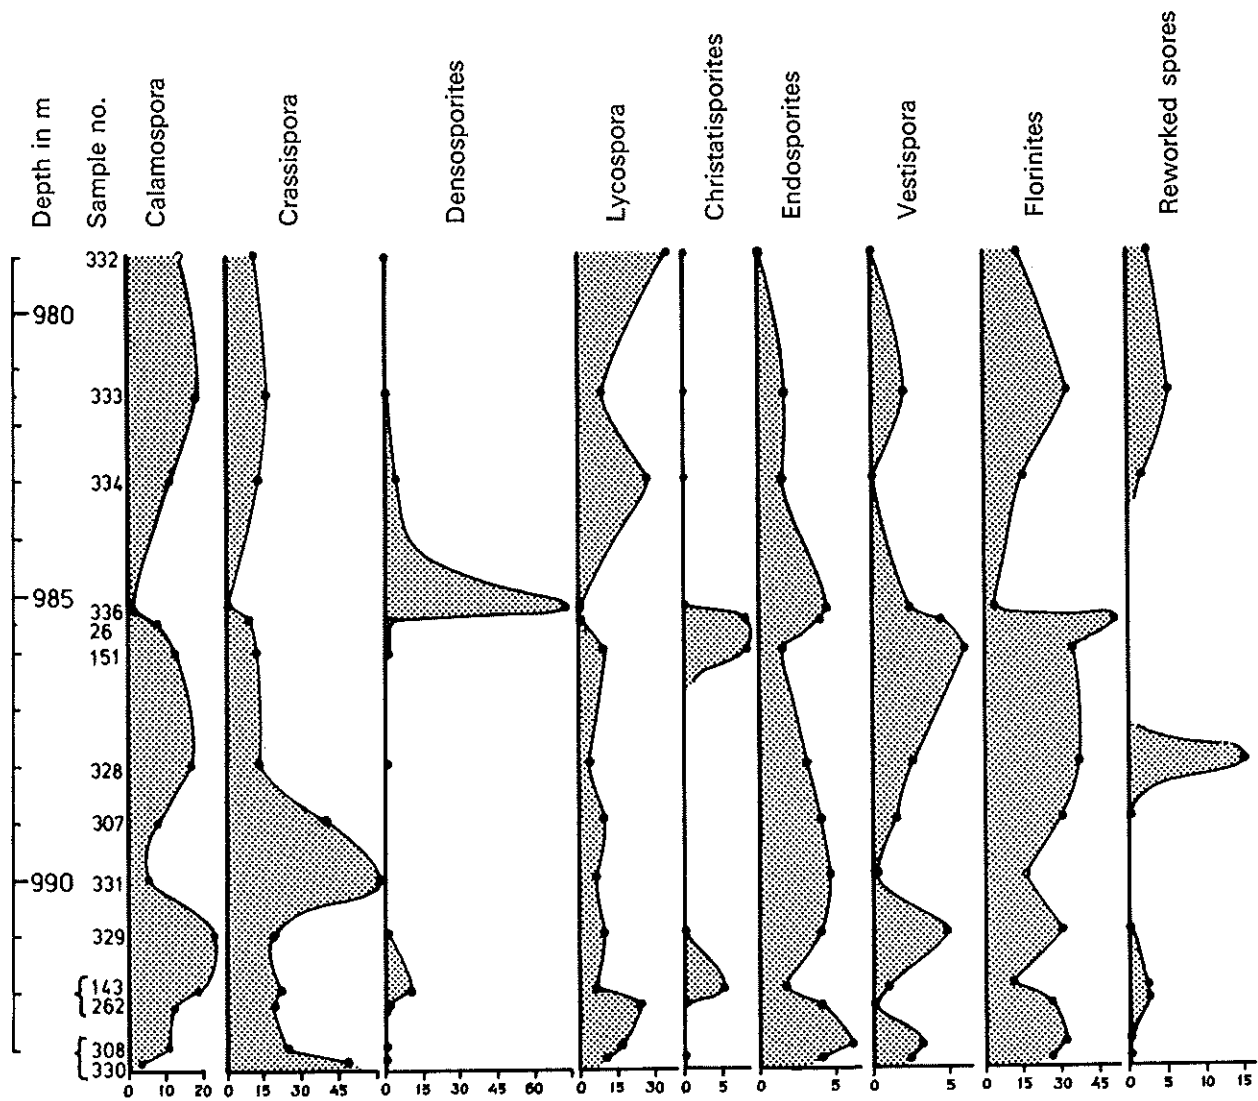 Depth in m
Sample no.
Calamospora
Crassispora
Densosporites
Lycospora
Christatisporites
Endosporites
Vestispora
Florinites
Reworked spores
332
980
333
334
985
336
26
151
328
307
990
331
329
{ 143
262
{ 308
330
0 10 20
0 15 30 45
0 15 30 45 60
0 15 30
0 5
0 5
0 5
0 15 30 45
0 5 10 15